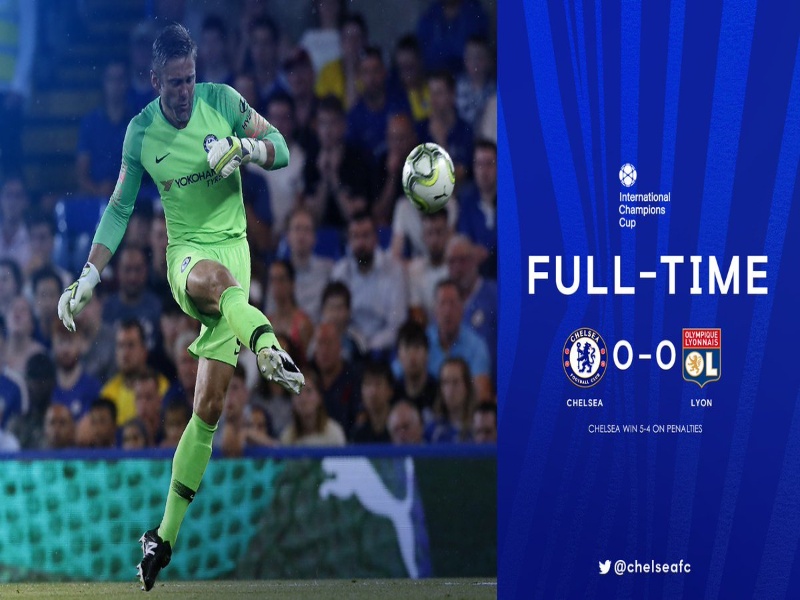 YOKOHAMA
TYRES
International
Champions
Cup
FULL-TIME
CHELSEA
FOOTBALL CLUB
0-0
OLYMPIQUE
LYONNAIS
OL
CHELSEA
LYON
CHELSEA WIN 5-4 ON PENALTIES
@chelseafc